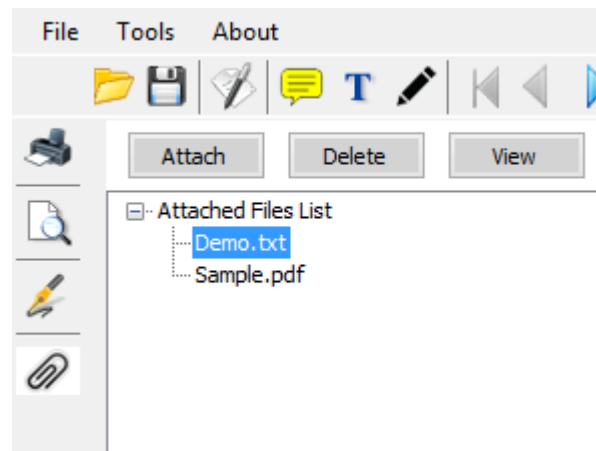 File Tools About
T
Attach Delete View
Attached Files List
Demo.txt
Sample.pdf